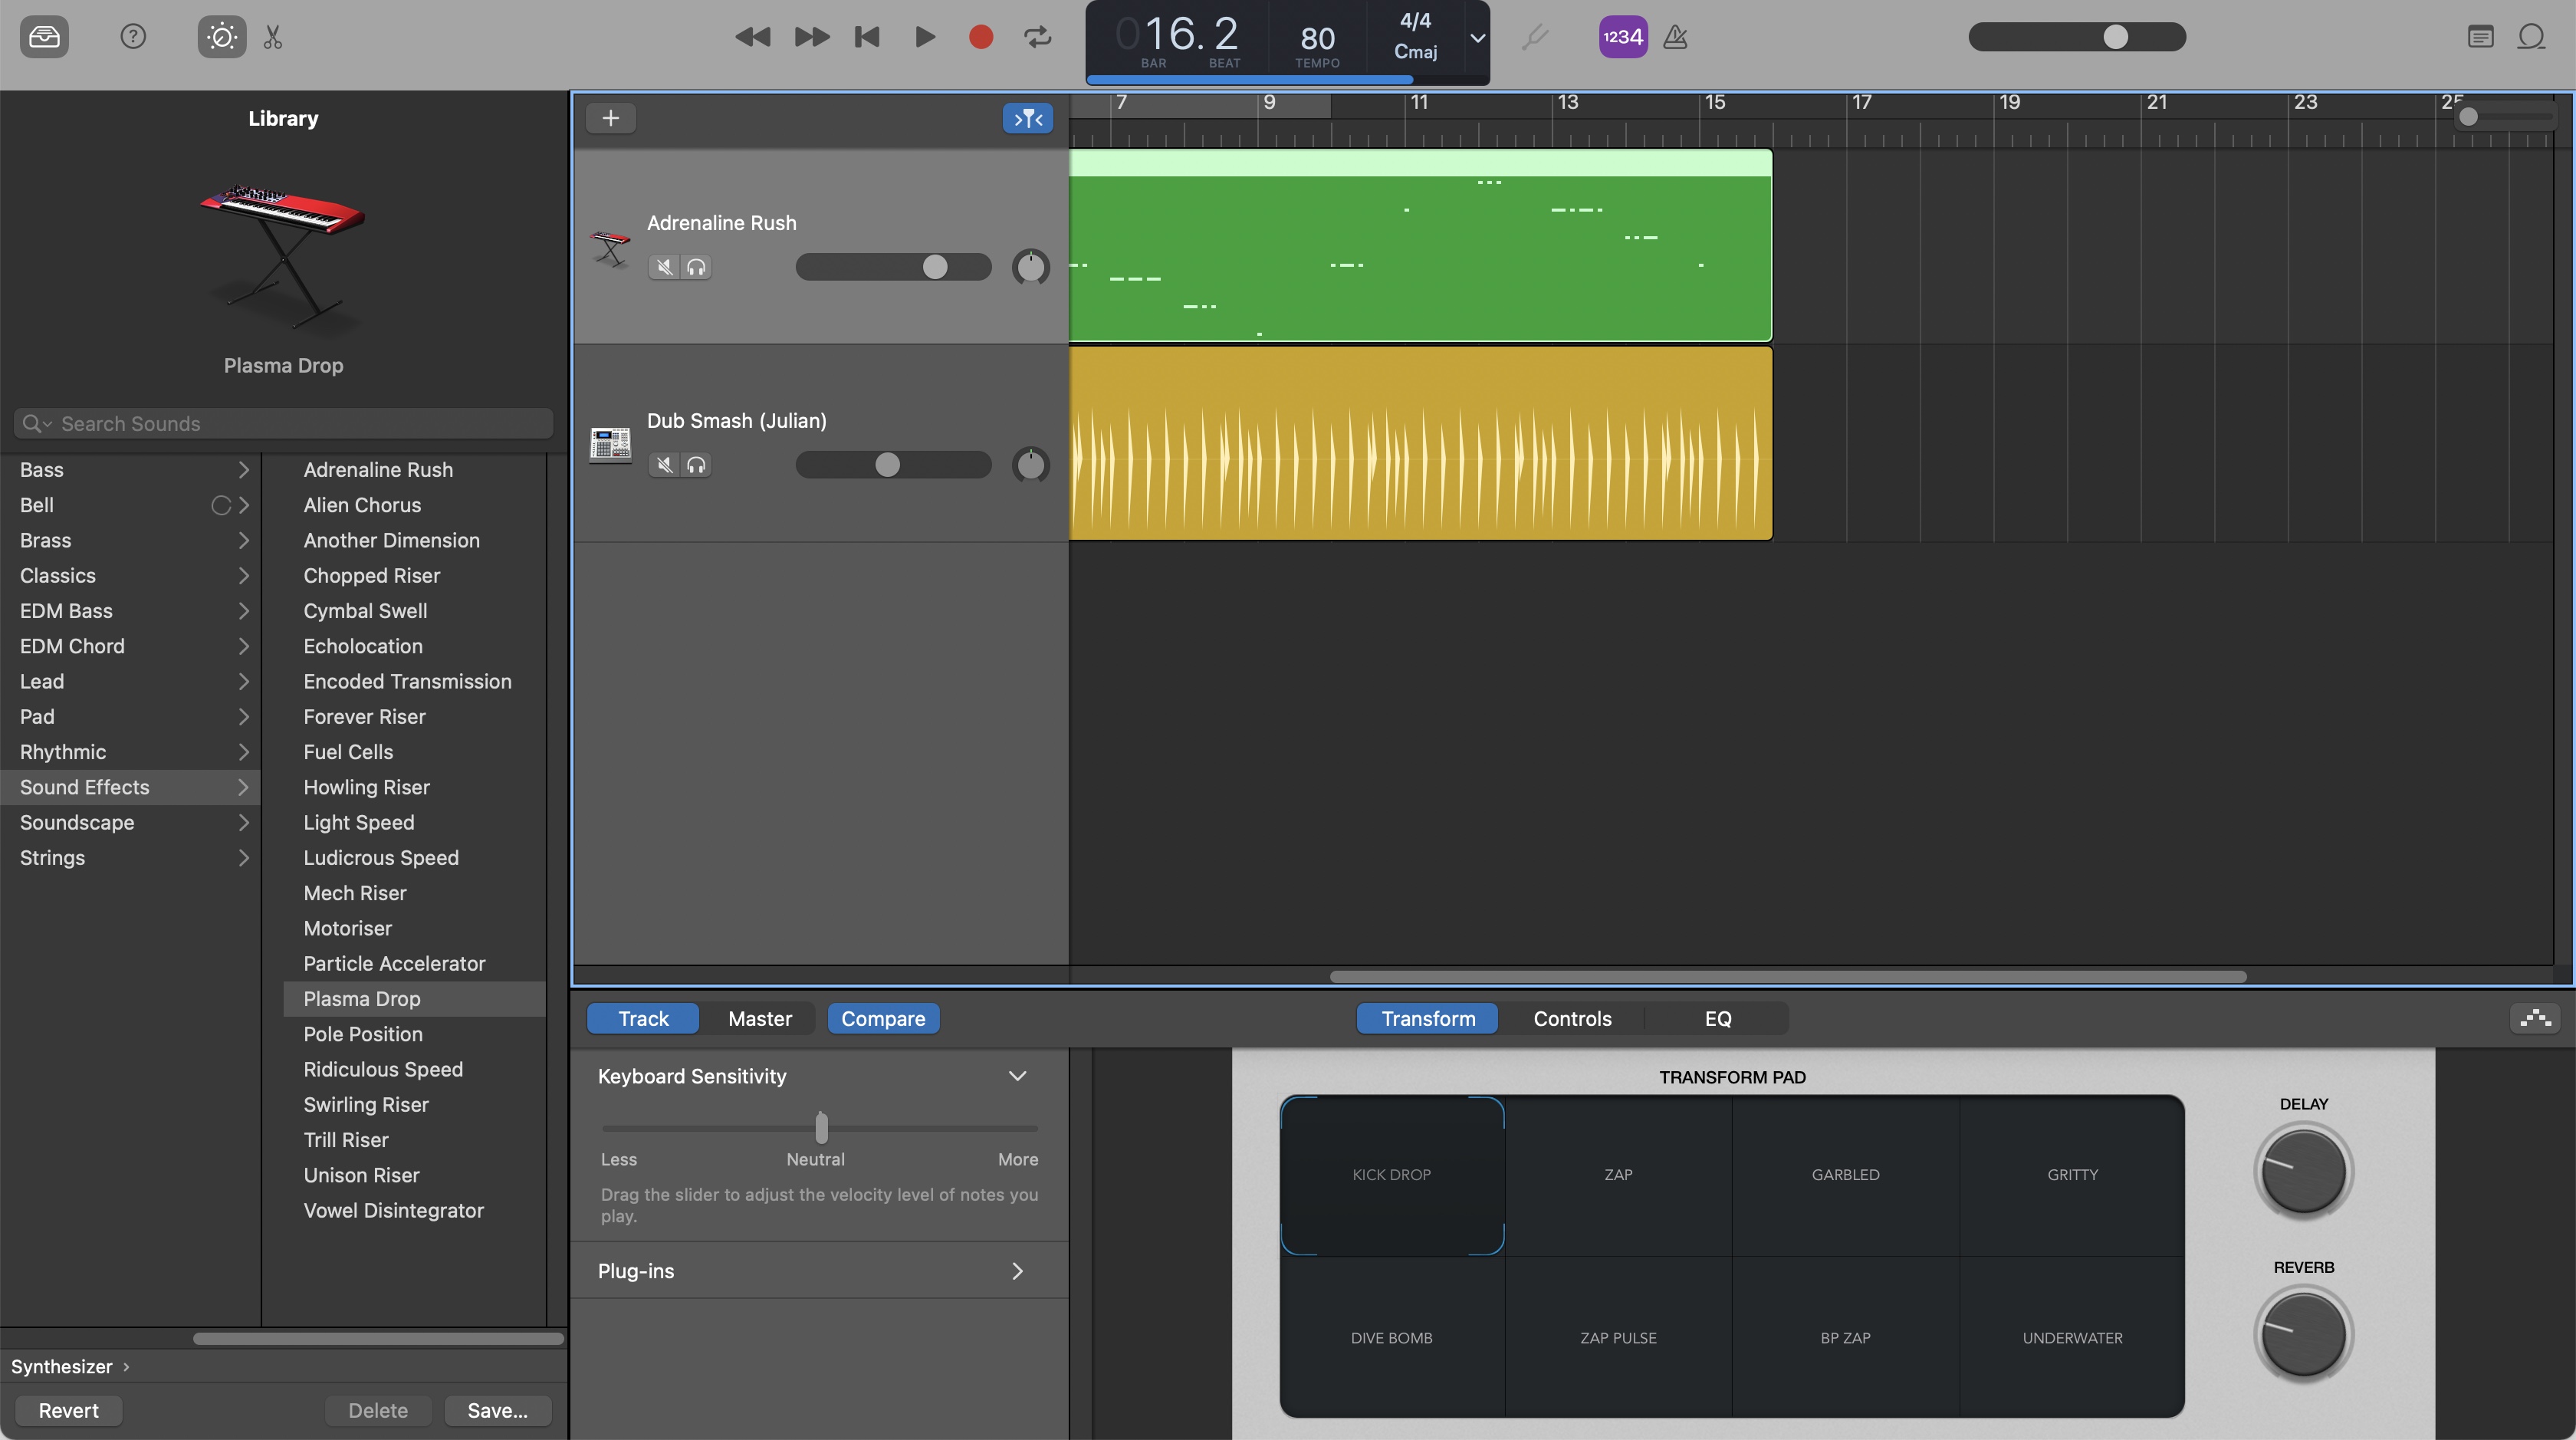 016.2
BAR BEAT
80
TEMPO
4/4
Cmaj
1234
Library
Plasma Drop
Search Sounds
Bass
Bell
Brass
Classics
EDM Bass
EDM Chord
Lead
Pad
Rhythmic
Sound Effects
Soundscape
Strings
Adrenaline Rush
Alien Chorus
Another Dimension
Chopped Riser
Cymbal Swell
Echolocation
Encoded Transmission
Forever Riser
Fuel Cells
Howling Riser
Light Speed
Ludicrous Speed
Mech Riser
Motoriser
Particle Accelerator
Plasma Drop
Pole Position
Ridiculous Speed
Swirling Riser
Trill Riser
Unison Riser
Vowel Disintegrator
Synthesizer
Revert Delete Save...
7 9 11 13 15 17 19 21 23 25
Adrenaline Rush
Dub Smash (Julian)
Track Master Compare
Transform Controls EQ
Keyboard Sensitivity
Less Neutral More
Drag the slider to adjust the velocity level of notes you
play.
Plug-ins
TRANSFORM PAD
KICK DROP ZAP GARBLED GRITTY
DIVE BOMB ZAP PULSE BP ZAP UNDERWATER
DELAY
REVERB